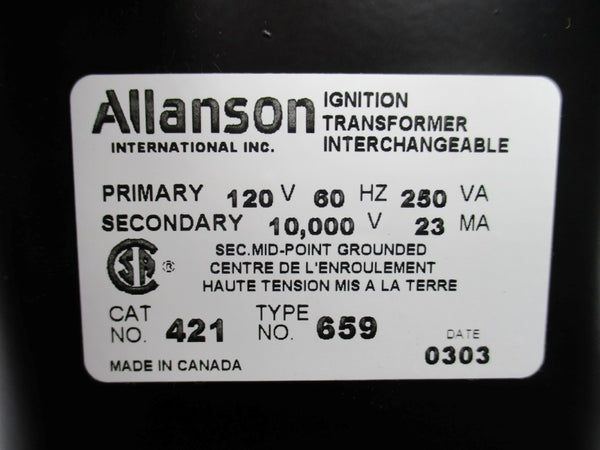 Allanson IGNITION
TRANSFORMER
INTERNATIONAL INC. INTERCHANGEABLE
PRIMARY 120 V 60 HZ 250 VA
SECONDARY 10,000 V 23 MA
SEC.MID-POINT GROUNDED
CSA ® CENTRE DE L'ENROULEMENT
HAUTE TENSION MIS A LA TERRE
CAT NO. 421 TYPE NO. 659 DATE
0303
MADE IN CANADA